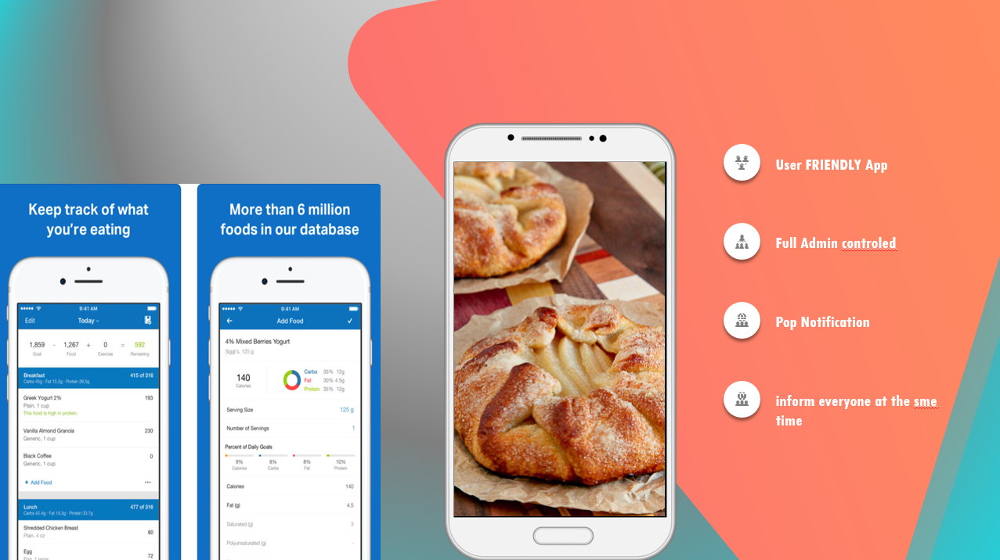 Keep track of what
you're eating
9:41 AM
Edit
Today
1,859 - 1,267 + 0 = 592
Goal Food Exercise Remaining
Breakfast 415 of 316
Carbs 45g · Fat 15.2g · Protein 26.5g
Greek Yogurt 2% 193
Plain, 1 cup
This food is high in protein.
Vanilla Almond Granola 230
Generic, 1 cup
Black Coffee 0
Generic, 1 cup
+ Add Food
Lunch 477 of 316
Carbs 42.4g · Fat 19.3g · Protein 33.7g
Shredded Chicken Breast 80
Plain, 4 oz
Egg 72
Egg, 1 large
More than 6 million
foods in our database
9:41 AM
Add Food
4% Mixed Berries Yogurt
Siggi's, 125 g
140
Calories
Carbs 35% 12g
Fat 30% 4.5g
Protein 35% 12g
Serving Size 125 g
Number of Servings 1
Percent of Daily Goals
9% 8% 8% 10%
Calories Carbs Fat Protein
Calories 140
Fat (g) 4.5
Saturated (g) 3
Polyunsaturated (g) -
User FRIENDLY App
Full Admin controled
Pop Notification
inform everyone at the sme
time